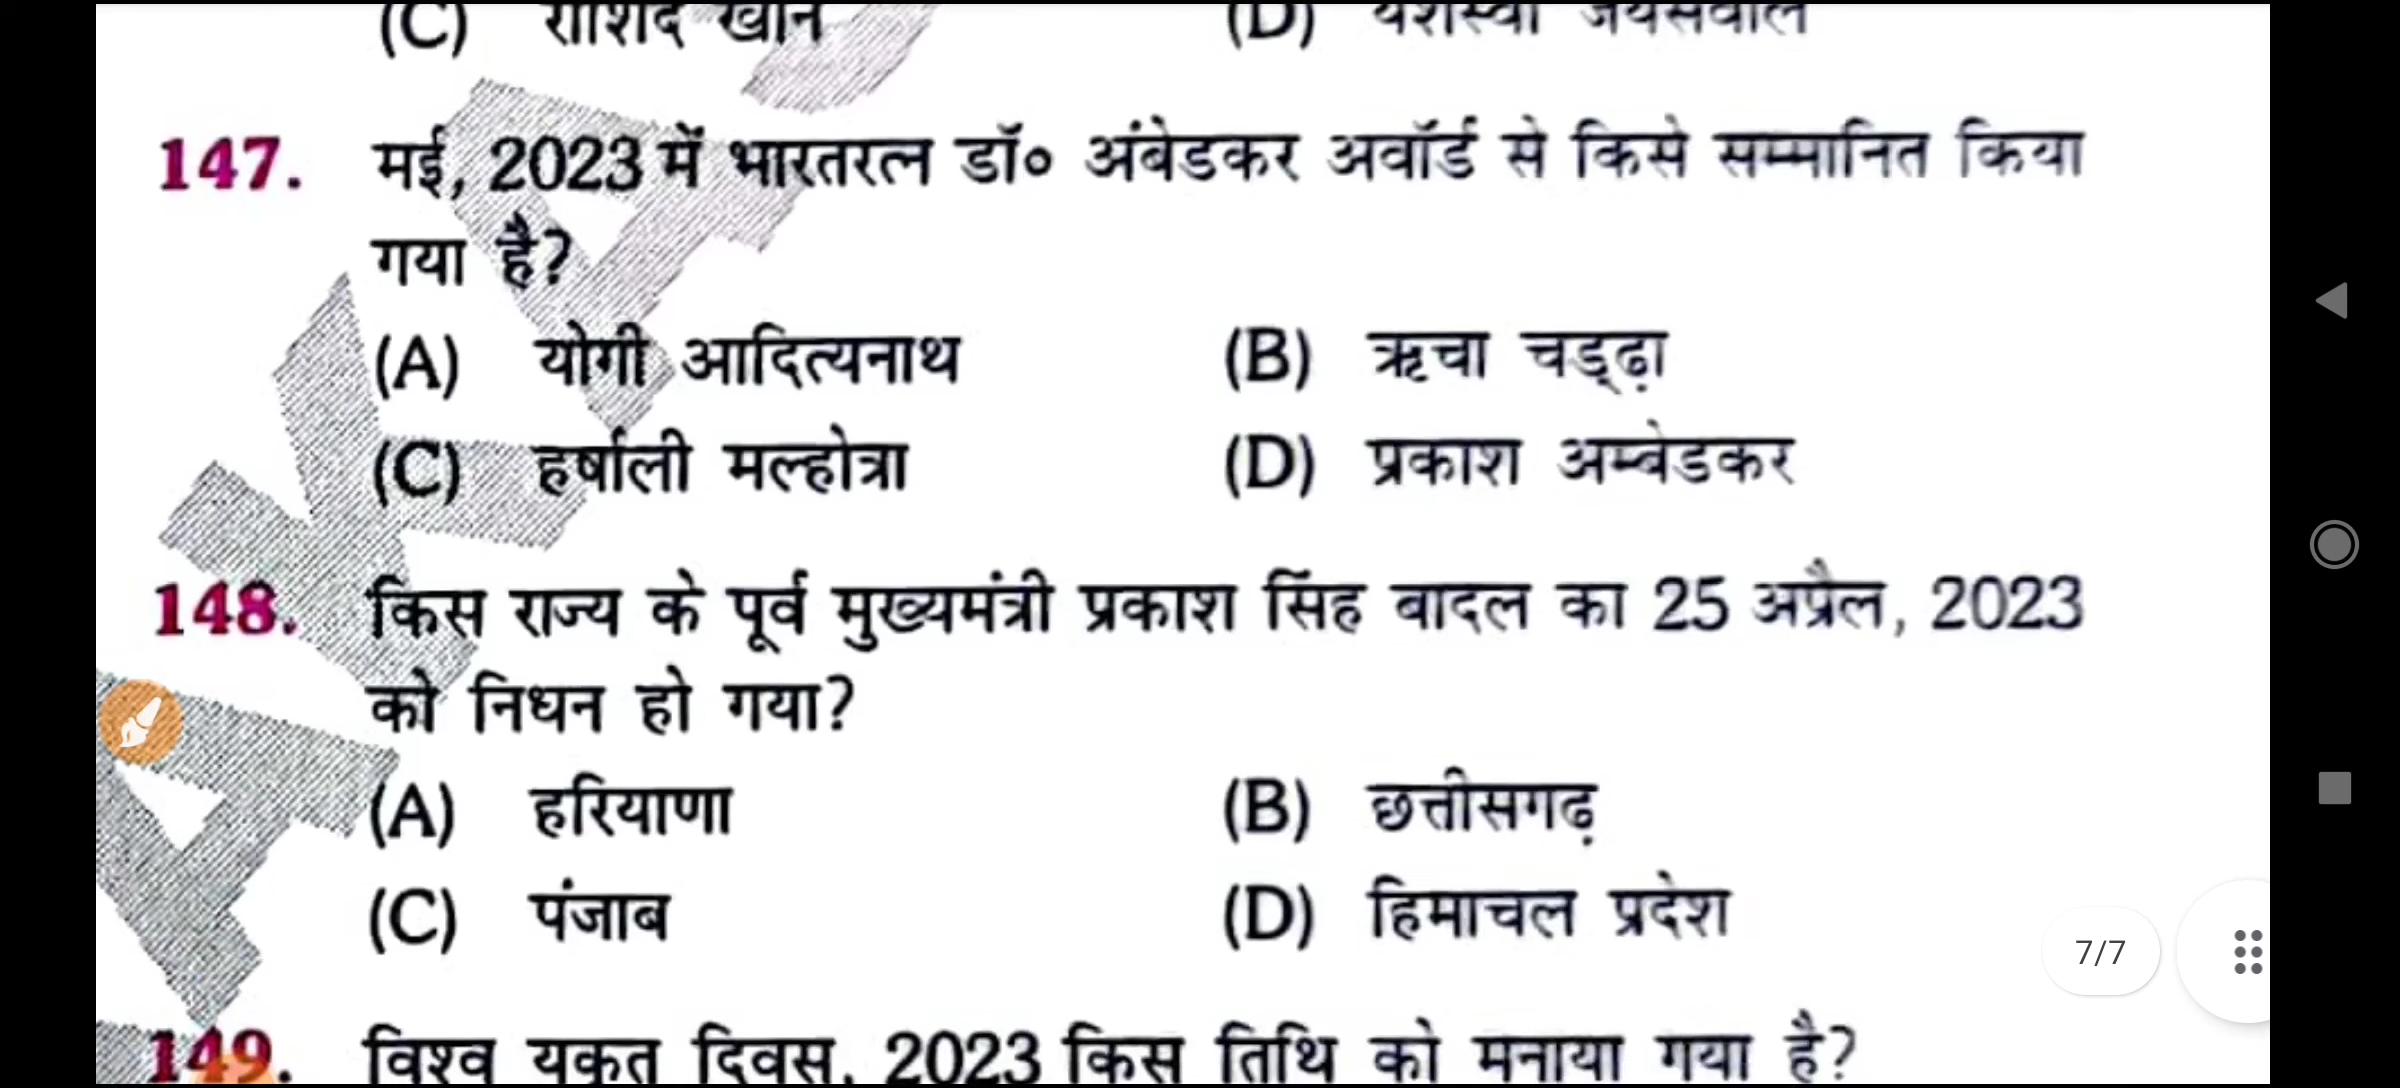 (C) राशिद खान (D) यशस्वी जयसवाल
147. मई, 2023 में भारतरत्न डॉ० अंबेडकर अवॉर्ड से किसे सम्मानित किया
गया है?
(A) योगी आदित्यनाथ (B) ऋचा चड्ढ़ा
(C) हर्षाली मल्होत्रा (D) प्रकाश अम्बेडकर
148. किस राज्य के पूर्व मुख्यमंत्री प्रकाश सिंह बादल का 25 अप्रैल, 2023
को निधन हो गया?
(A) हरियाणा (B) छत्तीसगढ़
(C) पंजाब (D) हिमाचल प्रदेश
7/7
149. विश्व यकृत दिवस, 2023 किस तिथि को मनाया गया है?